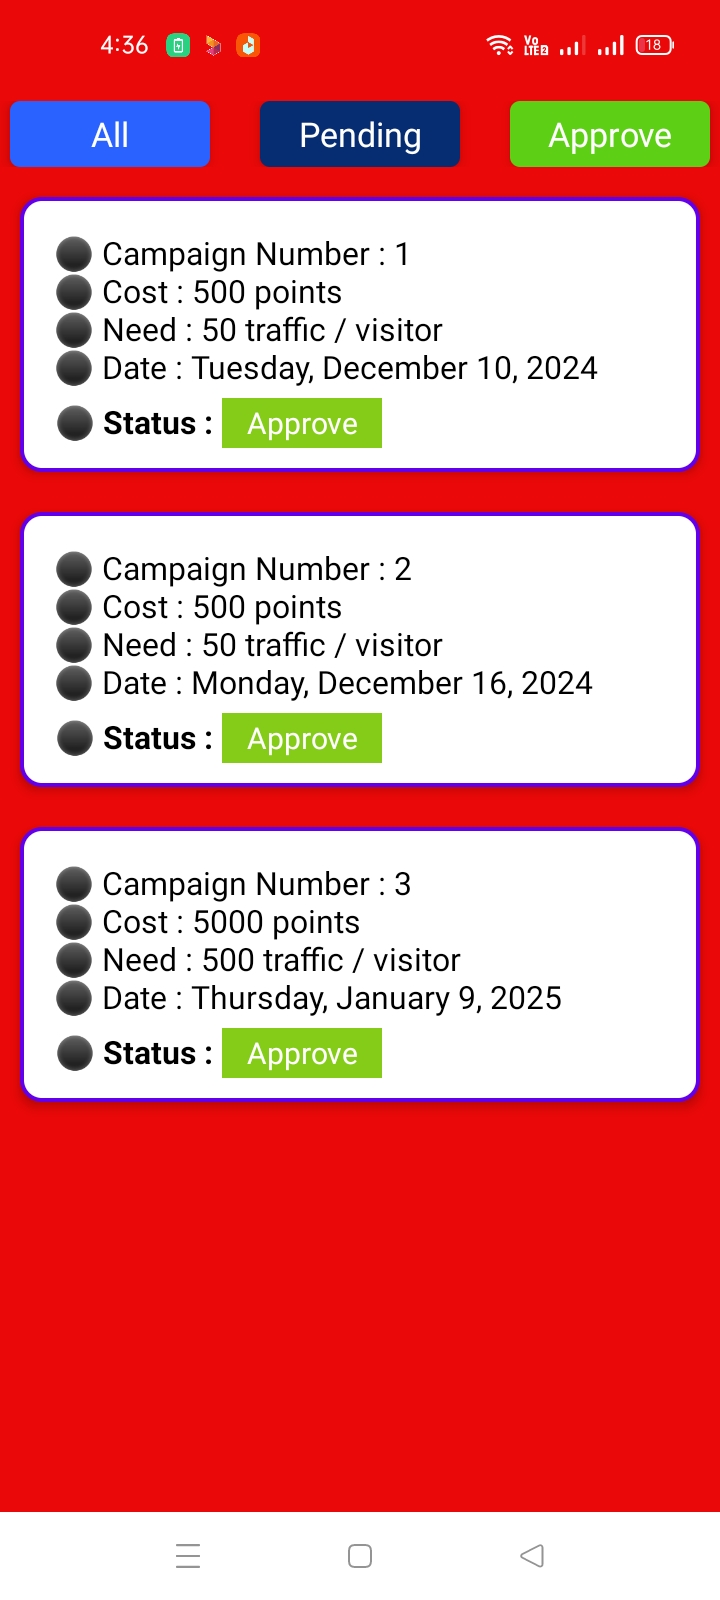 4:36 Vo LTE2 18
All Pending Approve
Campaign Number : 1
Cost : 500 points
Need : 50 traffic / visitor
Date : Tuesday, December 10, 2024
Status : Approve
Campaign Number : 2
Cost : 500 points
Need : 50 traffic / visitor
Date : Monday, December 16, 2024
Status : Approve
Campaign Number : 3
Cost : 5000 points
Need : 500 traffic / visitor
Date : Thursday, January 9, 2025
Status : Approve